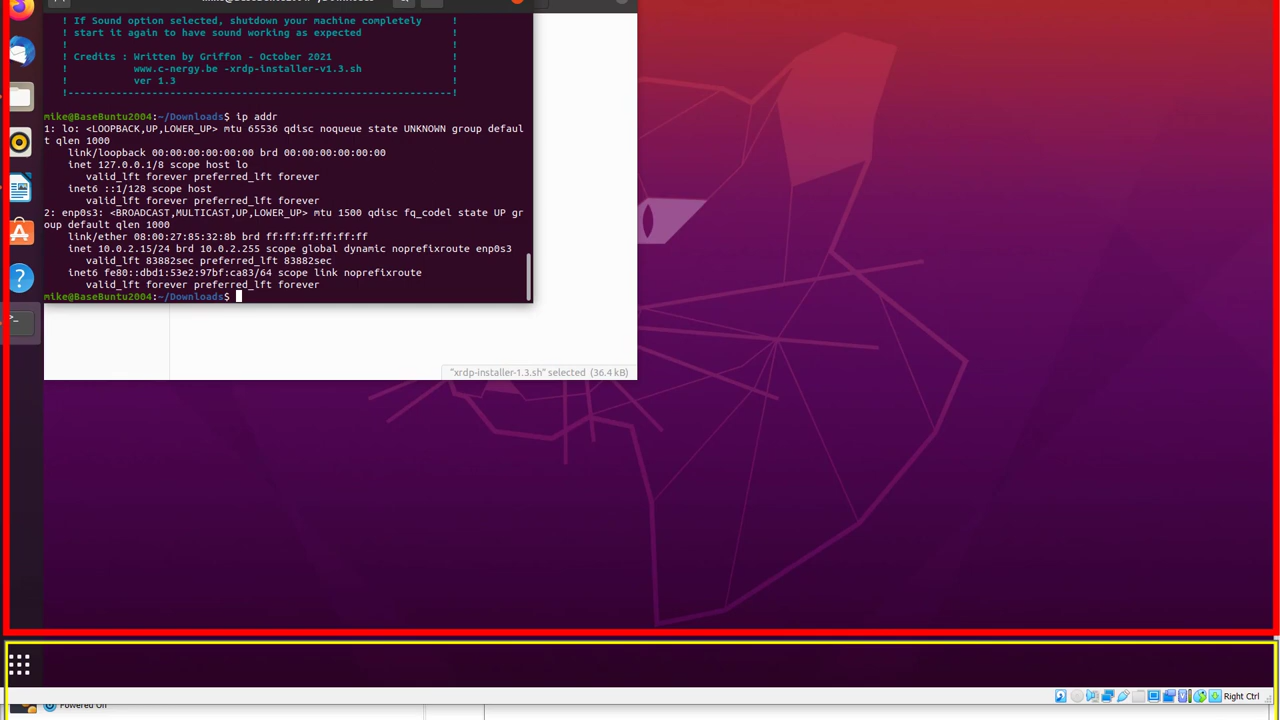 ! If Sound option selected, shutdown your machine completely !
! start it again to have sound working as expected !
! !
! Credits : Written by Griffon - October 2021 !
! www.c-nergy.be -xrdp-installer-v1.3.sh !
! ver 1.3 !
!----------------------------------------------------------------!
mike@BaseBuntu2004:~/Downloads$ ip addr
1: lo: <LOOPBACK,UP,LOWER_UP> mtu 65536 qdisc noqueue state UNKNOWN group defaul
t qlen 1000
link/loopback 00:00:00:00:00:00 brd 00:00:00:00:00:00
inet 127.0.0.1/8 scope host lo
valid_lft forever preferred_lft forever
inet6 ::1/128 scope host
valid_lft forever preferred_lft forever
2: enp0s3: <BROADCAST,MULTICAST,UP,LOWER_UP> mtu 1500 qdisc fq_codel state UP gr
oup default qlen 1000
link/ether 08:00:27:85:32:8b brd ff:ff:ff:ff:ff:ff
inet 10.0.2.15/24 brd 10.0.2.255 scope global dynamic noprefixroute enp0s3
valid_lft 83882sec preferred_lft 83882sec
inet6 fe80::dbd1:53e2:97bf:ca83/64 scope link noprefixroute
valid_lft forever preferred_lft forever
mike@BaseBuntu2004:~/Downloads$
"xrdp-installer-1.3.sh" selected (36.4 kB)
Right Ctrl
Powered Off